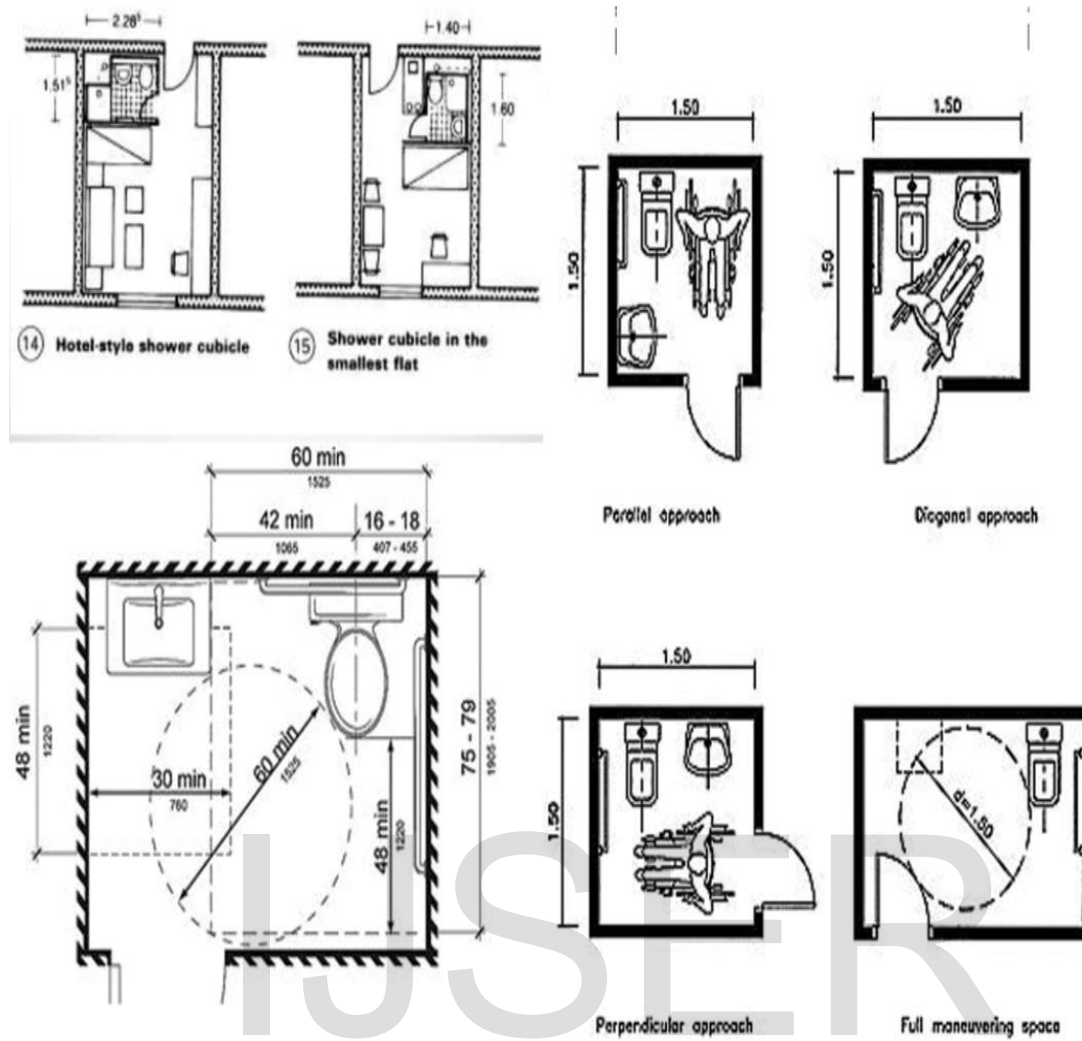 2.28⁵
1.51⁵
14 Hotel-style shower cubicle
1.40
1.60
15 Shower cubicle in the
smallest flat
1.50
1.50
Parallel approach
1.50
1.50
Diagonal approach
60 min
1525
42 min
1065
16 - 18
407 - 455
48 min
1220
30 min
760
60 min
1525
48 min
1220
75 - 79
1905 - 2005
1.50
1.50
Perpendicular approach
d=1.50
Full maneuvering space
IJSER